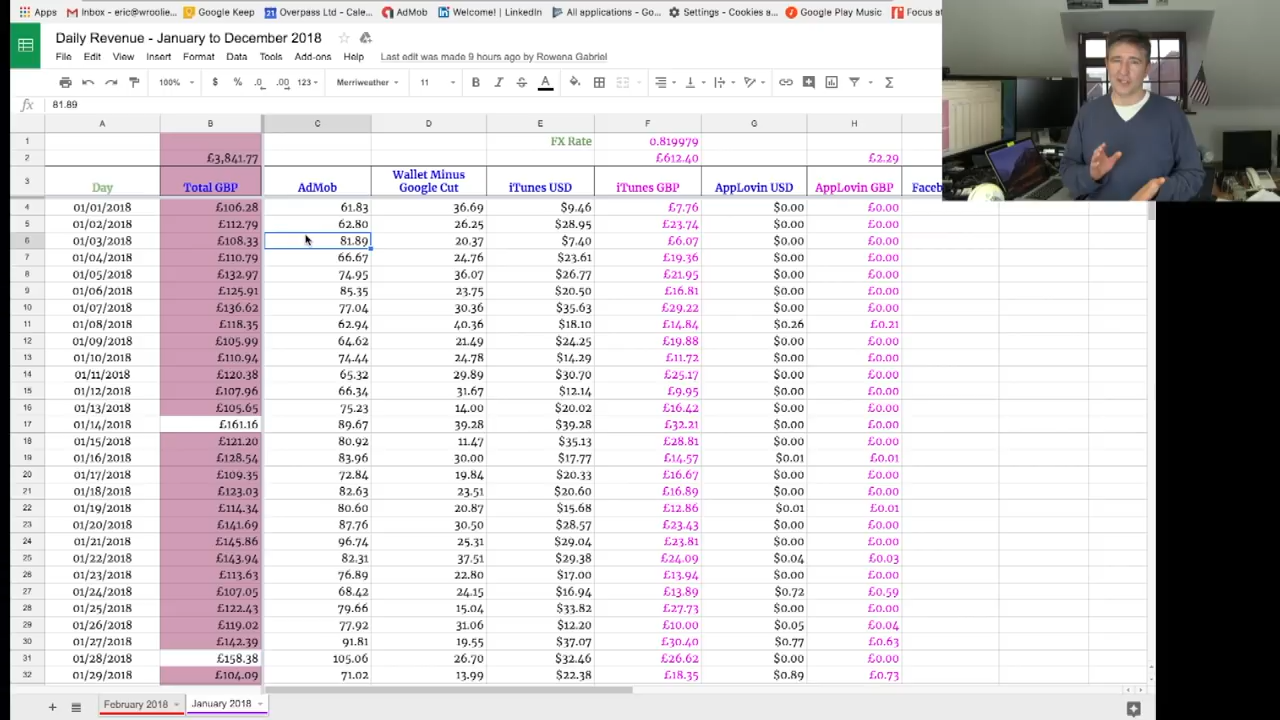 Apps Inbox - eric@wroolie... Google Keep Overpass Ltd - Cale... AdMob Welcome! | LinkedIn All applications - Go... Settings - Cookies a... Google Play Music Focus at
Daily Revenue - January to December 2018
File Edit View Insert Format Data Tools Add-ons Help Last edit was made 9 hours ago by Rowena Gabriel
100% $ % .0 .00 123 Merriweather 11 B I S A
fx 81.89
A B C D E F G H
1 FX Rate 0.819979
2 £3,841.77 £612.40 £2.29
3 Day Total GBP AdMob Wallet Minus Google Cut iTunes USD iTunes GBP AppLovin USD AppLovin GBP Faceb
4 01/01/2018 £106.28 61.83 36.69 $9.46 £7.76 $0.00 £0.00
5 01/02/2018 £112.79 62.80 26.25 $28.95 £23.74 $0.00 £0.00
6 01/03/2018 £108.33 81.89 20.37 $7.40 £6.07 $0.00 £0.00
7 01/04/2018 £110.79 66.67 24.76 $23.61 £19.36 $0.00 £0.00
8 01/05/2018 £132.97 74.95 36.07 $26.77 £21.95 $0.00 £0.00
9 01/06/2018 £125.91 85.35 23.75 $20.50 £16.81 $0.00 £0.00
10 01/07/2018 £136.62 77.04 30.36 $35.63 £29.22 $0.00 £0.00
11 01/08/2018 £118.35 62.94 40.36 $18.10 £14.84 $0.26 £0.21
12 01/09/2018 £105.99 64.62 21.49 $24.25 £19.88 $0.00 £0.00
13 01/10/2018 £110.94 74.44 24.78 $14.29 £11.72 $0.00 £0.00
14 01/11/2018 £120.38 65.32 29.89 $30.70 £25.17 $0.00 £0.00
15 01/12/2018 £107.96 66.34 31.67 $12.14 £9.95 $0.00 £0.00
16 01/13/2018 £105.65 75.23 14.00 $20.02 £16.42 $0.00 £0.00
17 01/14/2018 £161.16 89.67 39.28 $39.28 £32.21 $0.00 £0.00
18 01/15/2018 £121.20 80.92 11.47 $35.13 £28.81 $0.00 £0.00
19 01/16/2018 £128.54 83.96 30.00 $17.77 £14.57 $0.01 £0.01
20 01/17/2018 £109.35 72.84 19.84 $20.33 £16.67 $0.00 £0.00
21 01/18/2018 £123.03 82.63 23.51 $20.60 £16.89 $0.00 £0.00
22 01/19/2018 £114.34 80.60 20.87 $15.68 £12.86 $0.01 £0.01
23 01/20/2018 £141.69 87.76 30.50 $28.57 £23.43 $0.00 £0.00
24 01/21/2018 £145.86 96.74 25.31 $29.04 £23.81 $0.00 £0.00
25 01/22/2018 £143.94 82.31 37.51 $29.38 £24.09 $0.04 £0.03
26 01/23/2018 £113.63 76.89 22.80 $17.00 £13.94 $0.00 £0.00
27 01/24/2018 £107.05 68.42 24.15 $16.94 £13.89 $0.72 £0.59
28 01/25/2018 £122.43 79.66 15.04 $33.82 £27.73 $0.00 £0.00
29 01/26/2018 £119.02 77.92 31.06 $12.20 £10.00 $0.05 £0.04
30 01/27/2018 £142.39 91.81 19.55 $37.07 £30.40 $0.77 £0.63
31 01/28/2018 £158.38 105.06 26.70 $32.46 £26.62 $0.00 £0.00
32 01/29/2018 £104.09 71.02 13.99 $22.38 £18.35 $0.89 £0.73
February 2018 January 2018